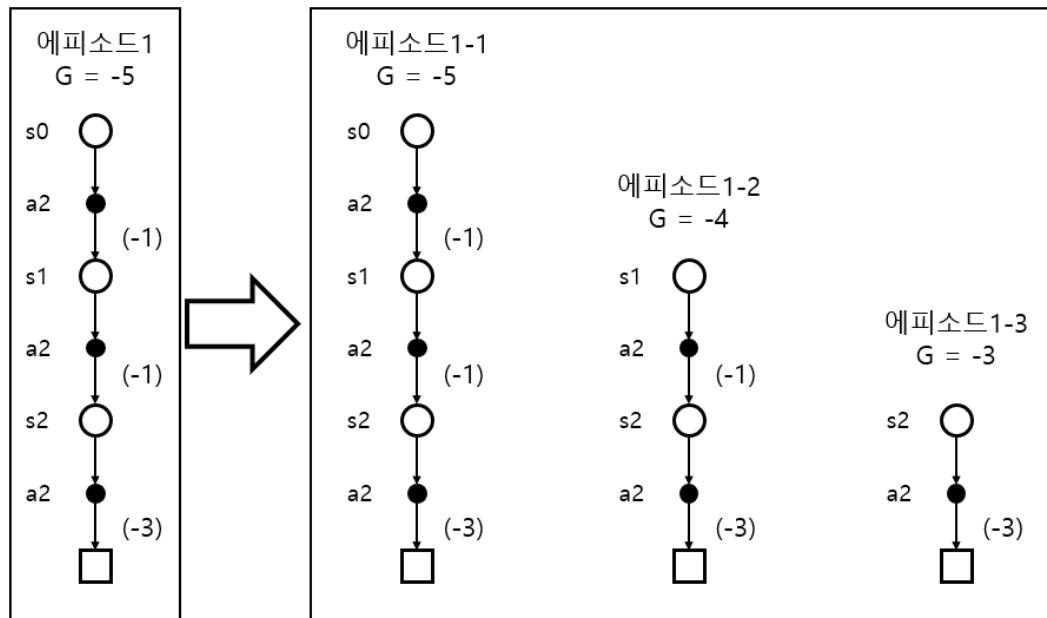 에피소드1
G = -5
s0
a2
(-1)
s1
a2
(-1)
s2
a2
(-3)
에피소드1-1
G = -5
s0
a2
(-1)
s1
a2
(-1)
s2
a2
(-3)
에피소드1-2
G = -4
s1
a2
(-1)
s2
a2
(-3)
에피소드1-3
G = -3
s2
a2
(-3)